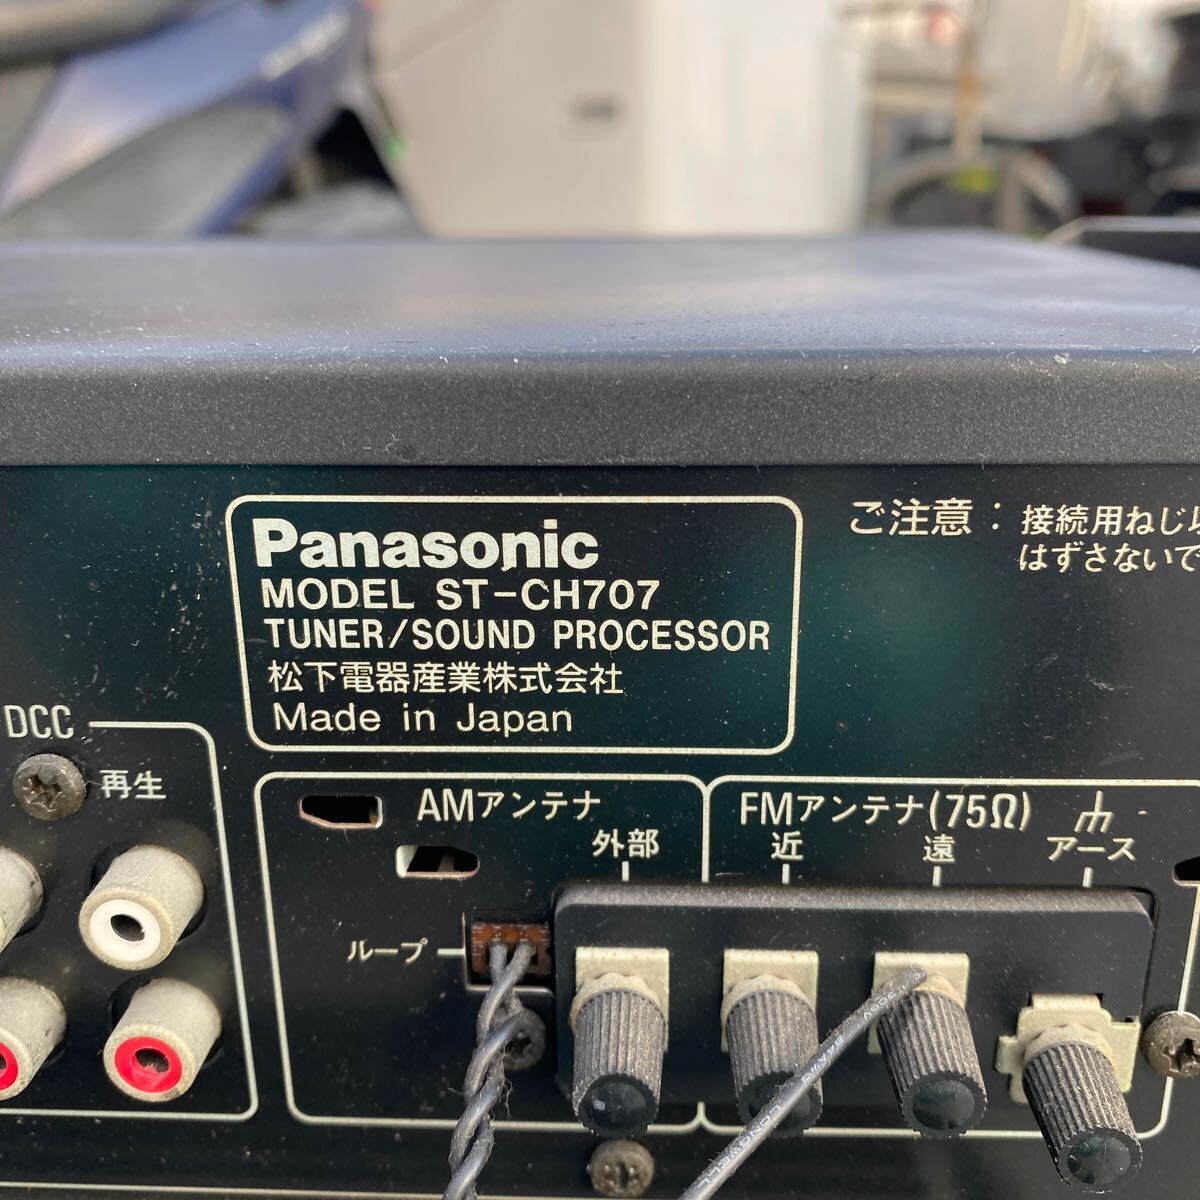 Panasonic
MODEL ST-CH707
TUNER/SOUND PROCESSOR
松下電器産業株式会社
Made in Japan
ご注意：接続用ねじ以
はずさないで
DCC
再生
AMアンテナ
外部
ループ
FMアンテナ(75Ω)
近
遠
アース